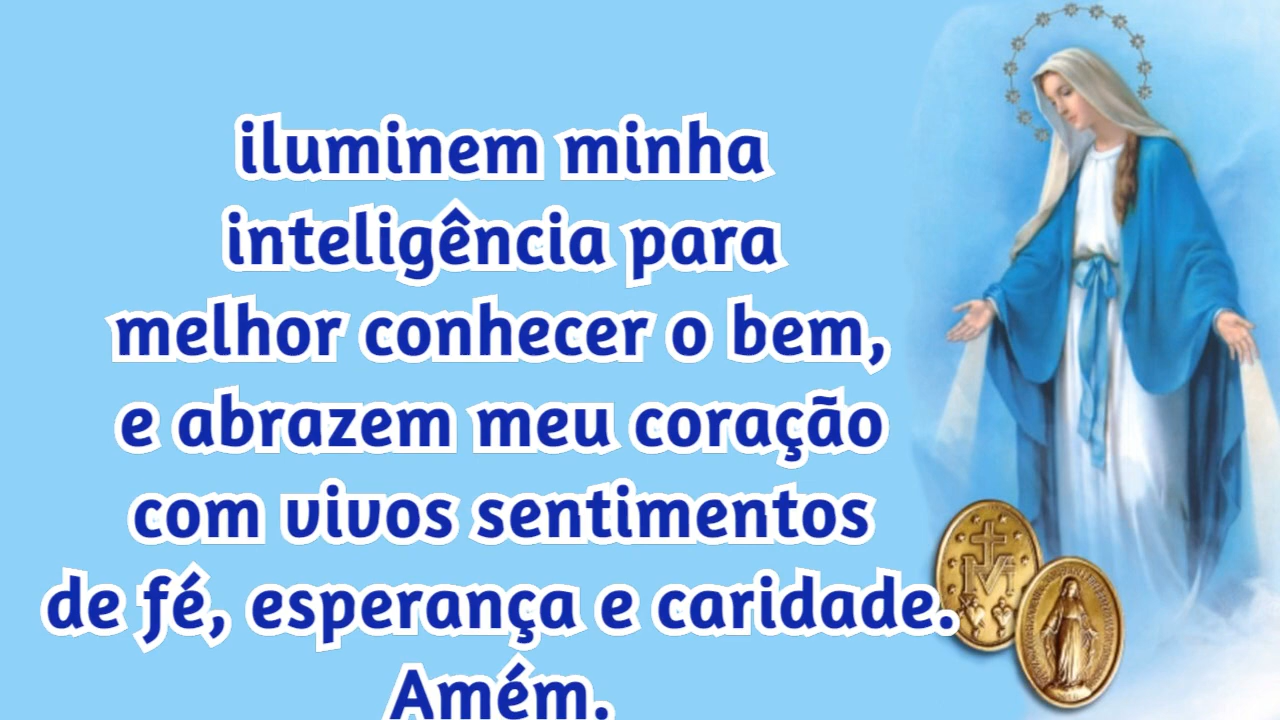 iluminem minha
inteligência para
melhor conhecer o bem,
e abrazem meu coração
com vivos sentimentos
de fé, esperança e caridade.
Amém.